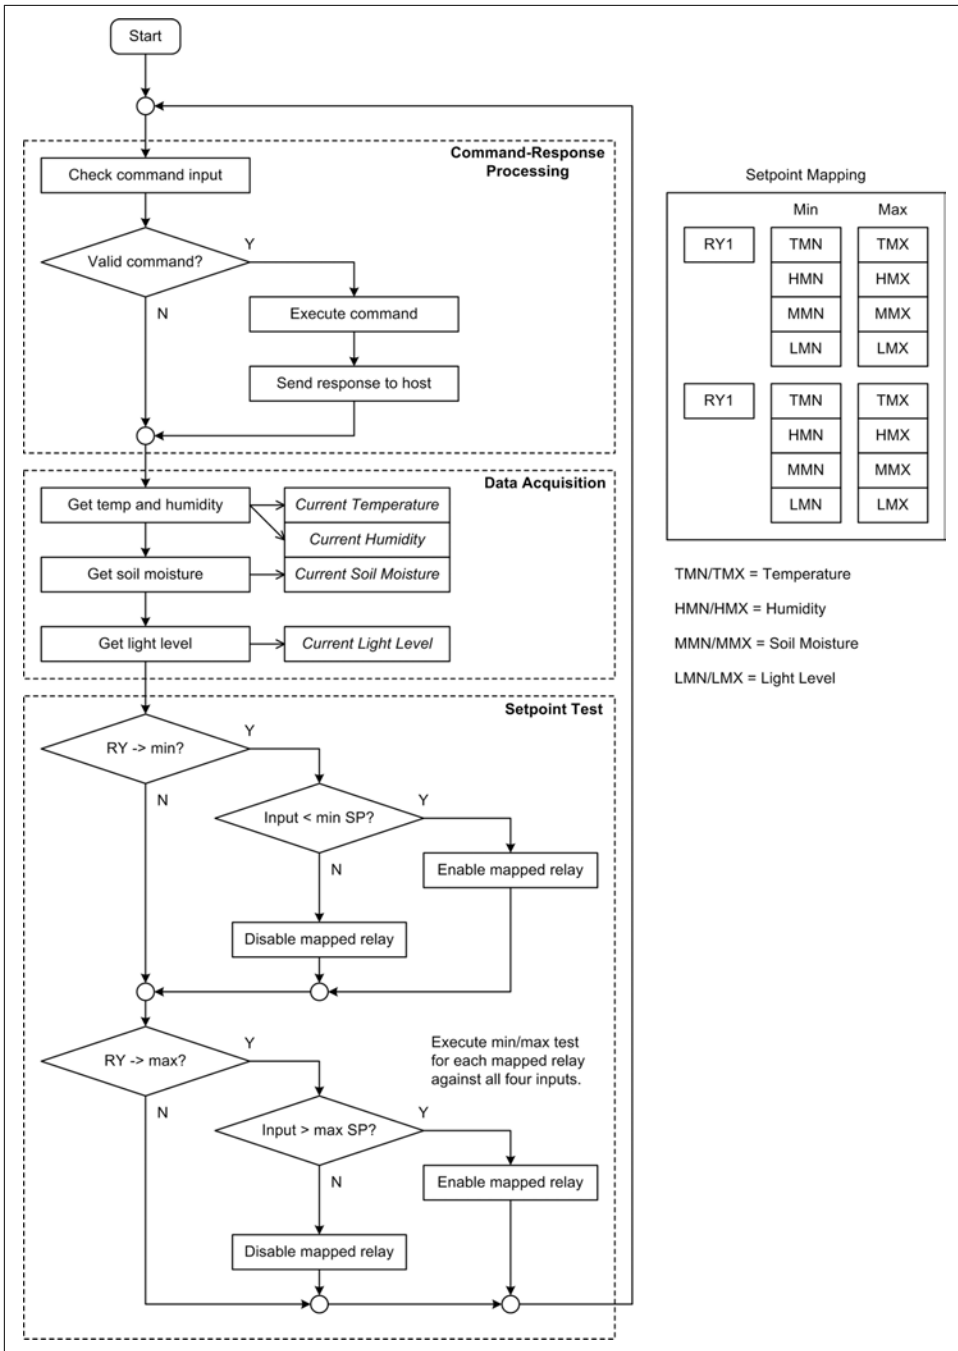 Start
Command-Response
Processing
Check command input
Valid command?
Y
N
Execute command
Send response to host
Data Acquisition
Get temp and humidity
Current Temperature
Current Humidity
Get soil moisture
Current Soil Moisture
Get light level
Current Light Level
Setpoint Test
RY -> min?
Y
N
Input < min SP?
Y
N
Enable mapped relay
Disable mapped relay
RY -> max?
Y
N
Execute min/max test
for each mapped relay
against all four inputs.
Input > max SP?
Y
N
Enable mapped relay
Disable mapped relay
Setpoint Mapping
Min Max
RY1 TMN TMX
HMN HMX
MMN MMX
LMN LMX
RY1 TMN TMX
HMN HMX
MMN MMX
LMN LMX
TMN/TMX = Temperature
HMN/HMX = Humidity
MMN/MMX = Soil Moisture
LMN/LMX = Light Level